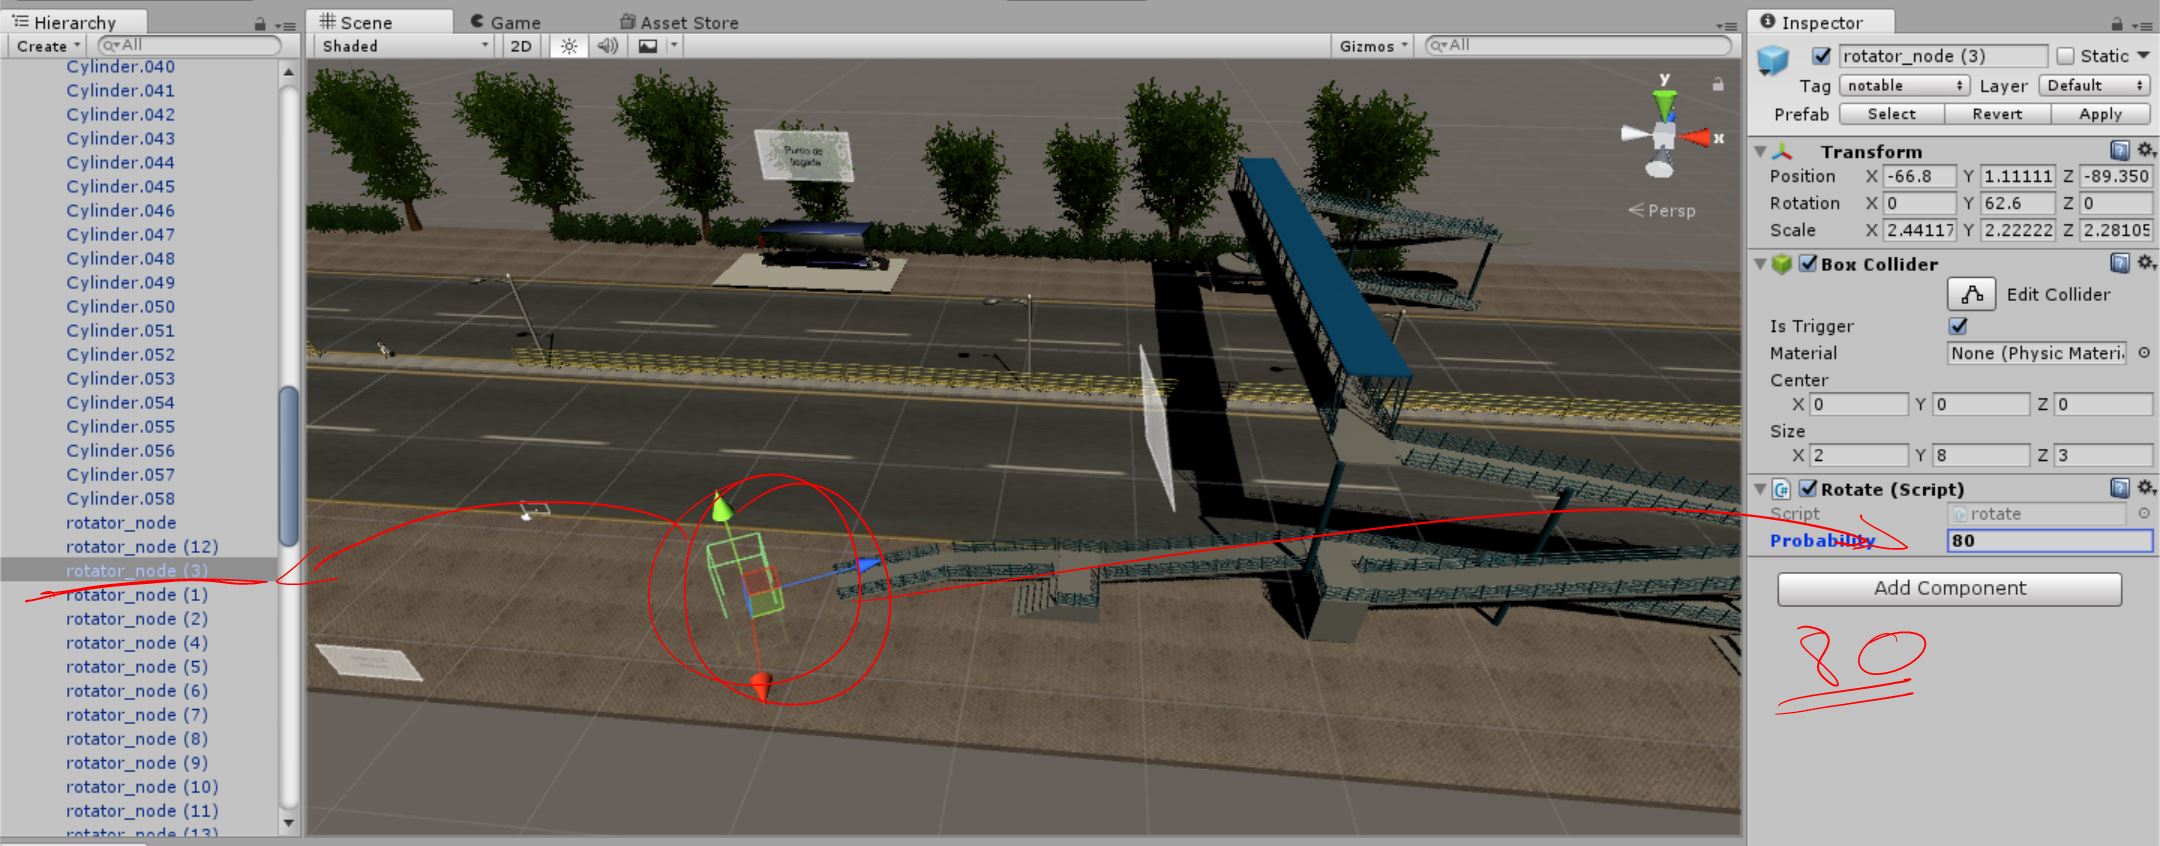 Hierarchy
Create
All
Cylinder.040
Cylinder.041
Cylinder.042
Cylinder.043
Cylinder.044
Cylinder.045
Cylinder.046
Cylinder.047
Cylinder.048
Cylinder.049
Cylinder.050
Cylinder.051
Cylinder.052
Cylinder.053
Cylinder.054
Cylinder.055
Cylinder.056
Cylinder.057
Cylinder.058
rotator_node
rotator_node (12)
rotator_node (3)
rotator_node (1)
rotator_node (2)
rotator_node (4)
rotator_node (5)
rotator_node (6)
rotator_node (7)
rotator_node (8)
rotator_node (9)
rotator_node (10)
rotator_node (11)
rotator_node (13)
Scene Game Asset Store
Shaded 2D Gizmos All
Punto de
llegada
y
x
Persp
Inspector
rotator_node (3) Static
Tag notable Layer Default
Prefab Select Revert Apply
Transform
Position X -66.8 Y 1.11111 Z -89.350
Rotation X 0 Y 62.6 Z 0
Scale X 2.44117 Y 2.22222 Z 2.28105
Box Collider
Edit Collider
Is Trigger
Material None (Physic Materi
Center
X 0 Y 0 Z 0
Size
X 2 Y 8 Z 3
Rotate (Script)
Script rotate
Probability 80
Add Component
80